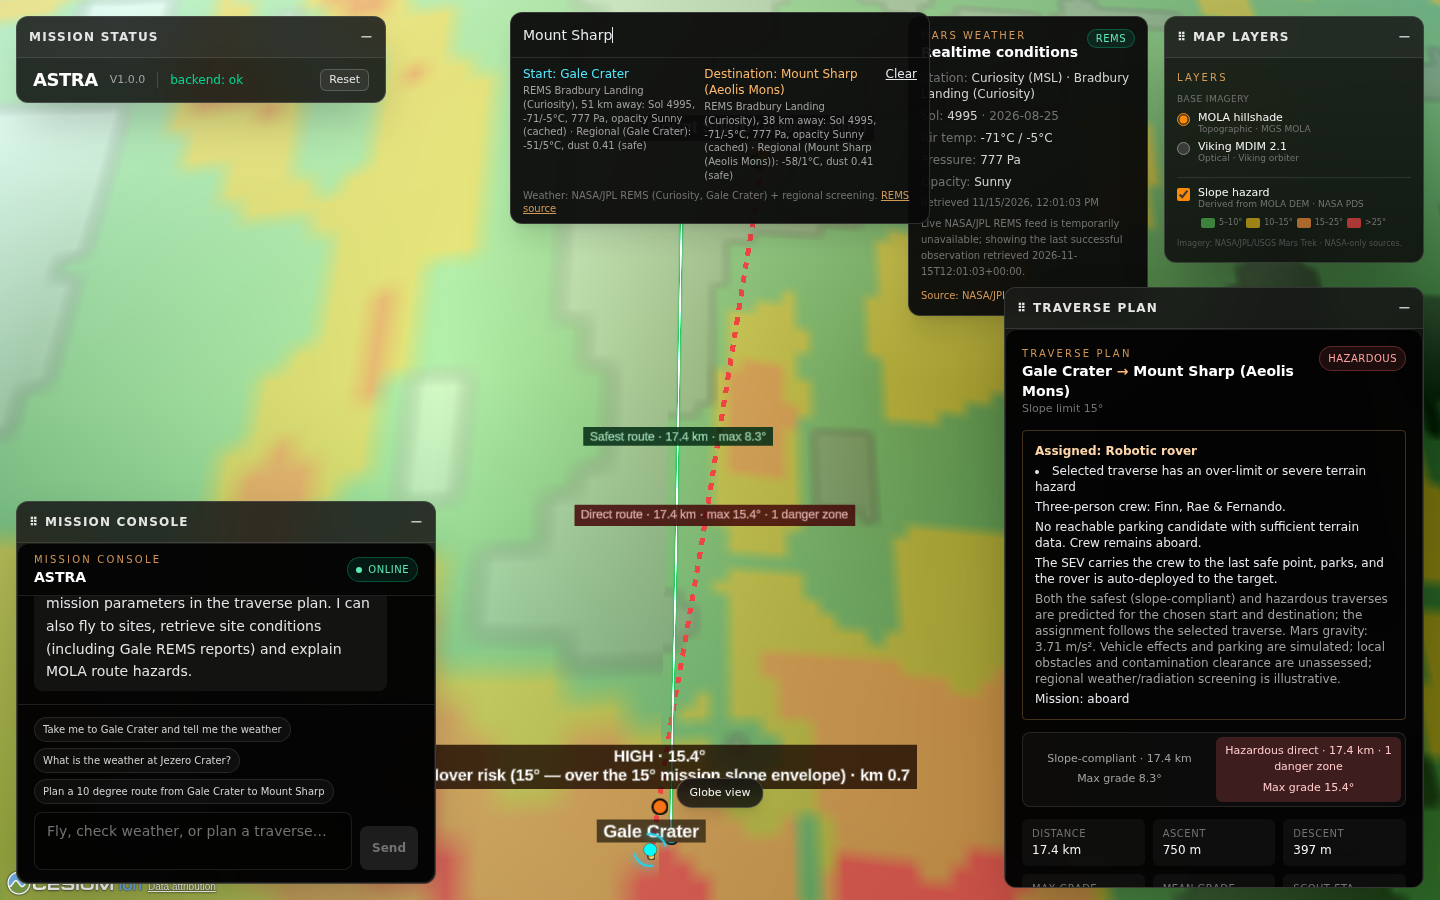 MISSION STATUS
ASTRA V1.0.0 backend: ok Reset
Mount Sharp
Start: Gale Crater
REMS Bradbury Landing
(Curiosity), 51 km away: Sol 4995,
-71/-5°C, 777 Pa, opacity Sunny
(cached) · Regional (Gale Crater):
-51/5°C, dust 0.41 (safe)
Destination: Mount Sharp
(Aeolis Mons)
REMS Bradbury Landing
(Curiosity), 38 km away: Sol 4995,
-71/-5°C, 777 Pa, opacity Sunny
(cached) · Regional (Mount Sharp
(Aeolis Mons)): -58/1°C, dust 0.41
(safe)
Clear
Weather: NASA/JPL REMS (Curiosity, Gale Crater) + regional screening. REMS
source
WEATHER
REMS
conditions
Curiosity (MSL) · Bradbury
(Curiosity)
4995 · 2026-08-25
temp: -71°C / -5°C
777 Pa
Sunny
11/15/2026, 12:01:03 PM
NASA/JPL REMS feed is temporarily
unavailable; showing the last successful
observation retrieved 2026-11-
15T12:01:03+00:00.
Source:
MAP LAYERS
LAYERS
BASE IMAGERY
MOLA hillshade
Topographic · MGS MOLA
Viking MDIM 2.1
Optical · Viking orbiter
Slope hazard
Derived from MOLA DEM · NASA PDS
5–10° 10–15° 15–25° >25°
Imagery: NASA/JPL/USGS Mars Trek · NASA-only sources.
TRAVERSE PLAN
TRAVERSE PLAN
HAZARDOUS
Gale Crater → Mount Sharp (Aeolis
Mons)
Slope limit 15°
Assigned: Robotic rover
• Selected traverse has an over-limit or severe terrain
hazard
Three-person crew: Finn, Rae & Fernando.
No reachable parking candidate with sufficient terrain
data. Crew remains aboard.
The SEV carries the crew to the last safe point, parks, and
the rover is auto-deployed to the target.
Both the safest (slope-compliant) and hazardous traverses
are predicted for the chosen start and destination; the
assignment follows the selected traverse. Mars gravity:
3.71 m/s². Vehicle effects and parking are simulated; local
obstacles and contamination clearance are unassessed;
regional weather/radiation screening is illustrative.
Mission: aboard
Slope-compliant · 17.4 km
Max grade 8.3°
Hazardous direct · 17.4 km · 1
danger zone
Max grade 15.4°
DISTANCE
17.4 km
ASCENT
750 m
DESCENT
397 m
MAX GRADE MEAN GRADE SCOUT ETA
Safest route · 17.4 km · max 8.3°
Direct route · 17.4 km · max 15.4° · 1 danger zone
HIGH · 15.4°
risk (15° — over the 15° mission slope envelope) · km 0.7
Globe view
Gale Crater
MISSION CONSOLE
MISSION CONSOLE
ASTRA
ONLINE
mission parameters in the traverse plan. I can
also fly to sites, retrieve site conditions
(including Gale REMS reports) and explain
MOLA route hazards.
Take me to Gale Crater and tell me the weather
What is the weather at Jezero Crater?
Plan a 10 degree route from Gale Crater to Mount Sharp
Fly, check weather, or plan a traverse…
Send
CESIUM ion Data attribution